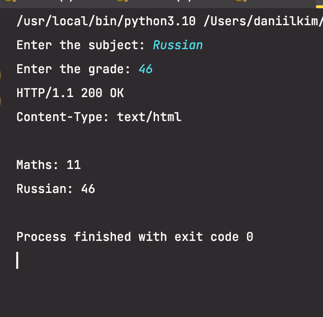 /usr/local/bin/python3.10 /Users/daniilkim/
Enter the subject: Russian
Enter the grade: 46
HTTP/1.1 200 OK
Content-Type: text/html
Maths: 11
Russian: 46
Process finished with exit code 0